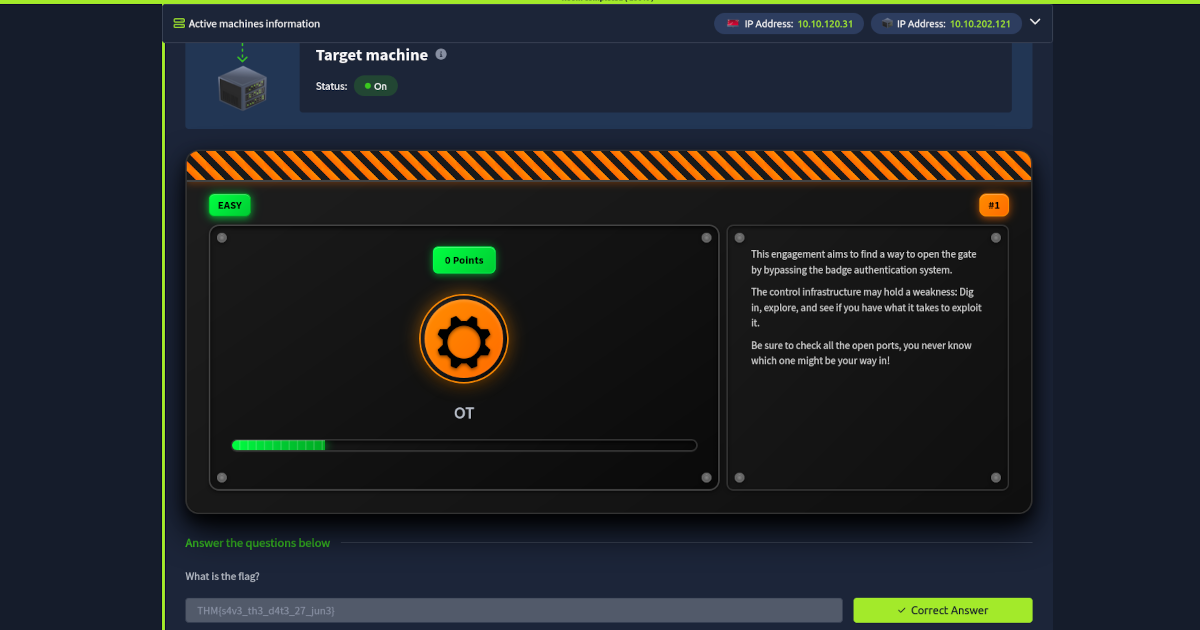 Active machines information
IP Address: 10.10.120.31
IP Address: 10.10.202.121
Target machine
Status: On
EASY
#1
0 Points
OT
This engagement aims to find a way to open the gate
by bypassing the badge authentication system.
The control infrastructure may hold a weakness: Dig
in, explore, and see if you have what it takes to exploit
it.
Be sure to check all the open ports, you never know
which one might be your way in!
Answer the questions below
What is the flag?
THM{s4v3_th3_d4t3_27_jun3}
Correct Answer